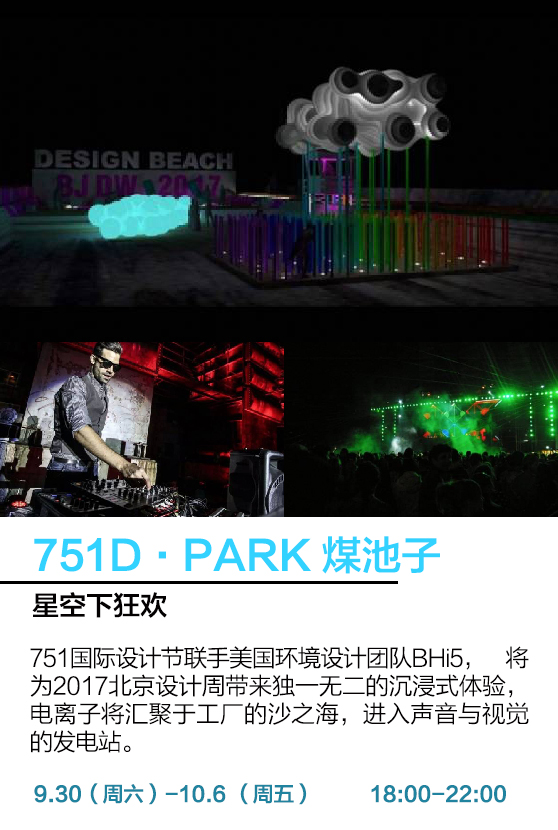 DESIGN BEACH
BJDW 2017
751D · PARK 煤池子
星空下狂欢
751国际设计节联手美国环境设计团队BHi5， 将
为2017北京设计周带来独一无二的沉浸式体验，
电离子将汇聚于工厂的沙之海，进入声音与视觉
的发电站。
9.30（周六）-10.6（周五） 18:00-22:00